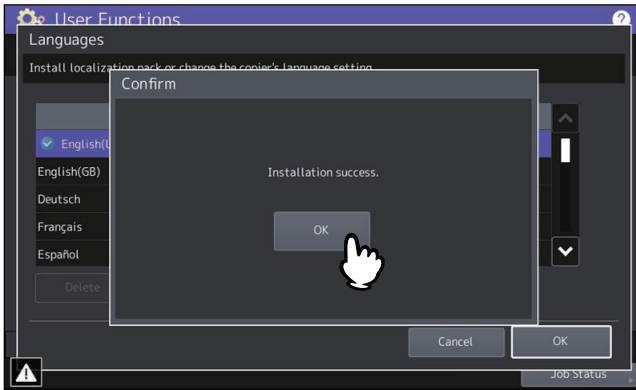 User Functions
?
Languages
Install localization pack or change the copier's language setting
Confirm
English(U
English(GB)
Installation success.
Deutsch
Français
OK
Español
Delete
Cancel
OK
Job Status